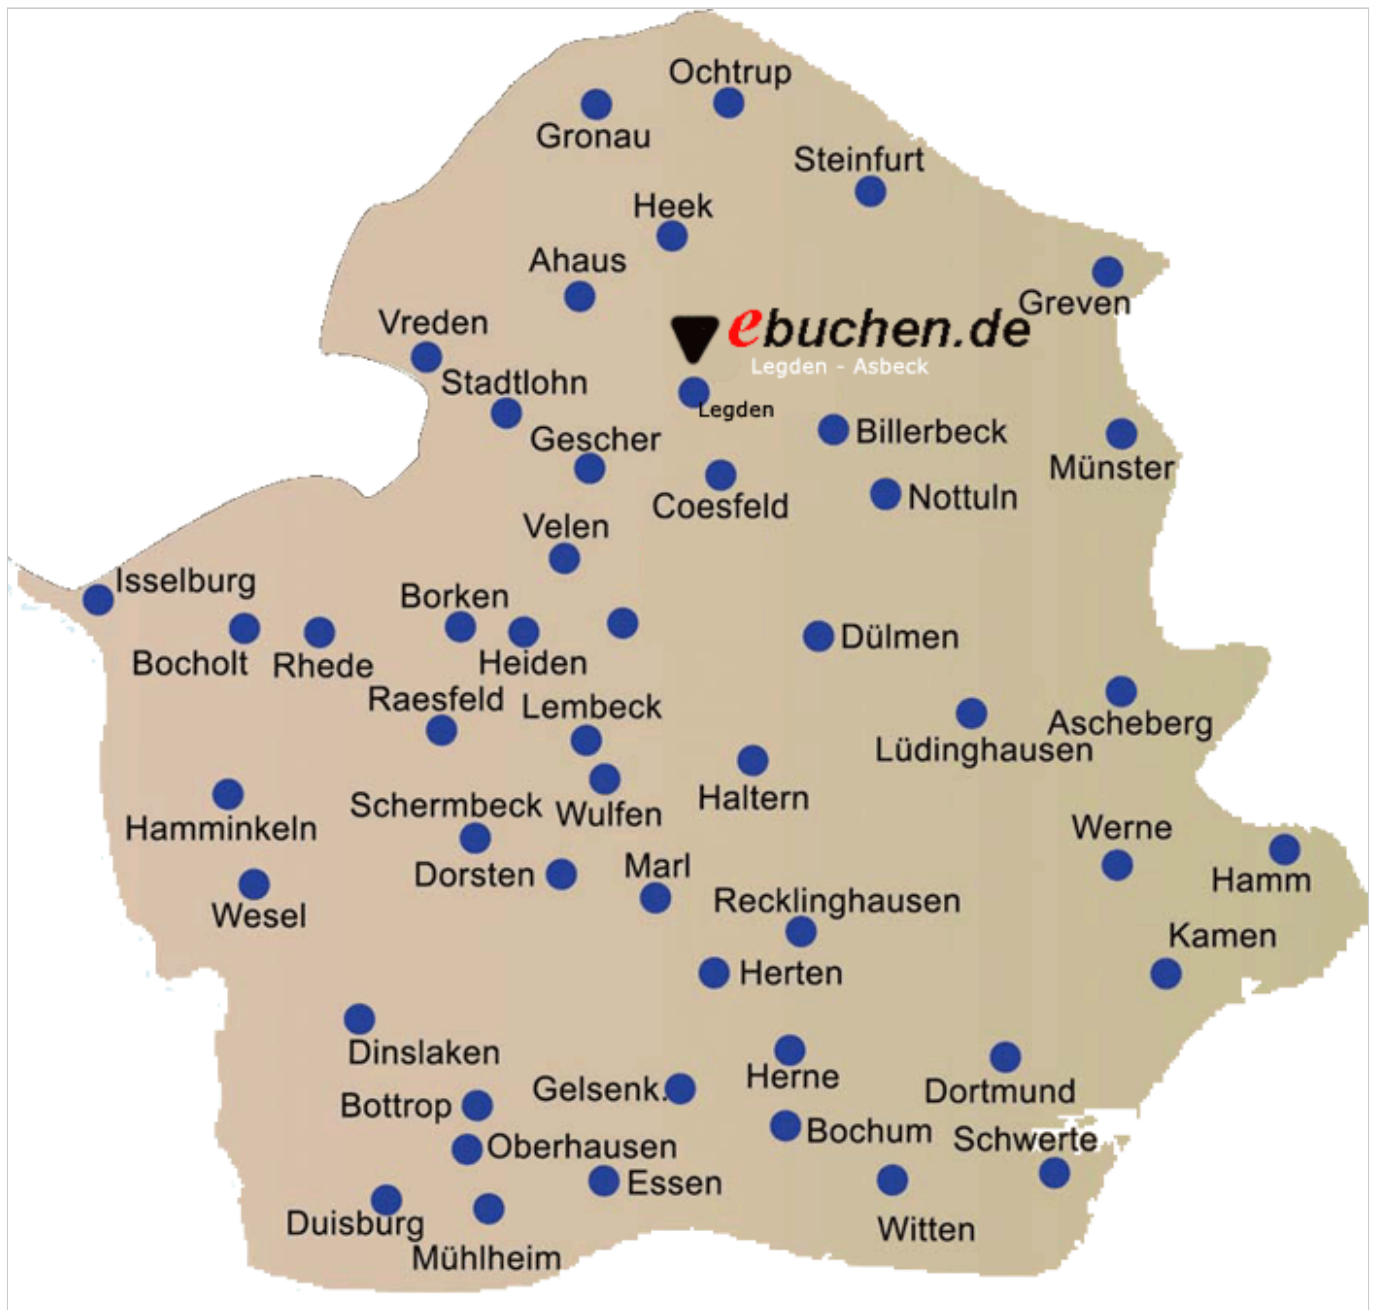 Ochtrup
Gronau
Steinfurt
Heek
Ahaus
Greven
Vreden
ebuchen.de
Legden - Asbeck
Stadtlohn
Legden
Gescher
Billerbeck
Münster
Coesfeld
Nottuln
Velen
Isselburg
Borken
Dülmen
Bocholt
Rhede
Heiden
Raesfeld
Lembeck
Ascheberg
Lüdinghausen
Haltern
Schermbeck
Wulfen
Hamminkeln
Werne
Marl
Dorsten
Hamm
Recklinghausen
Wesel
Kamen
Herten
Dinslaken
Herne
Gelsenk.
Dortmund
Bottrop
Bochum
Schwerte
Oberhausen
Essen
Duisburg
Witten
Mühlheim